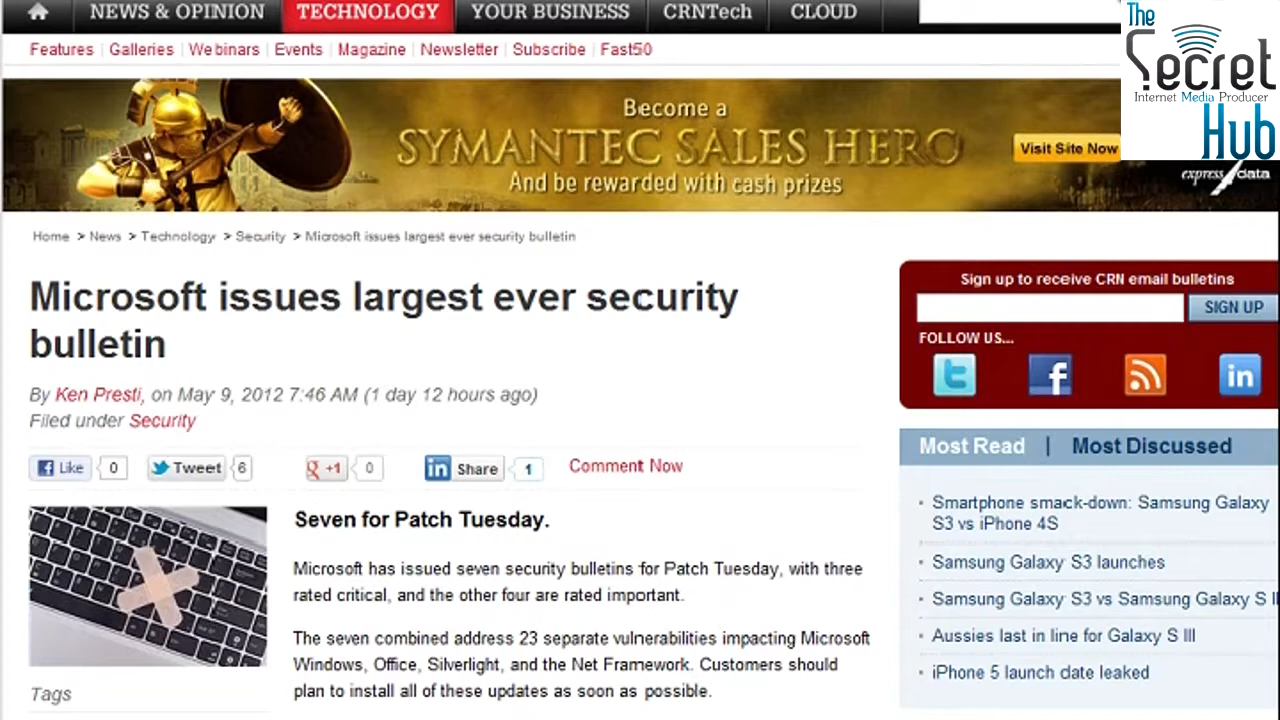 NEWS & OPINION TECHNOLOGY YOUR BUSINESS CRNTech CLOUD
The Secret Hub
Internet Media Producer
Features Galleries Webinars Events Magazine Newsletter Subscribe Fast50
Become a
SYMANTEC SALES HERO
And be rewarded with cash prizes
Visit Site Now
express data
Home > News > Technology > Security > Microsoft issues largest ever security bulletin
Microsoft issues largest ever security
bulletin
By Ken Presti, on May 9, 2012 7:46 AM (1 day 12 hours ago)
Filed under Security
Like 0 Tweet 6 +1 0 in Share 1 Comment Now
Seven for Patch Tuesday.
Microsoft has issued seven security bulletins for Patch Tuesday, with three
rated critical, and the other four are rated important.
The seven combined address 23 separate vulnerabilities impacting Microsoft
Windows, Office, Silverlight, and the Net Framework. Customers should
plan to install all of these updates as soon as possible.
Tags
Sign up to receive CRN email bulletins
SIGN UP
FOLLOW US...
Most Read | Most Discussed
Smartphone smack-down: Samsung Galaxy
S3 vs iPhone 4S
Samsung Galaxy S3 launches
Samsung Galaxy S3 vs Samsung Galaxy S II
Aussies last in line for Galaxy S III
iPhone 5 launch date leaked